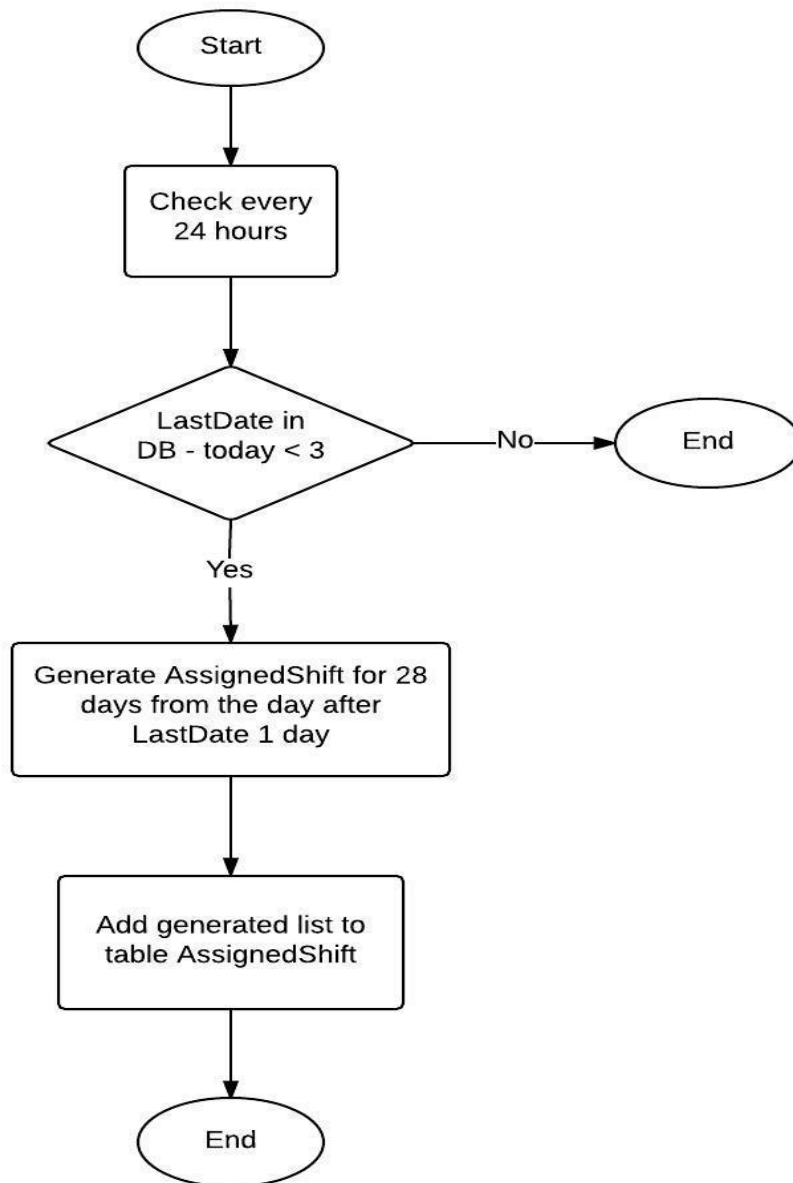 Start
Check every
24 hours
LastDate in
DB - today < 3
No
End
Yes
Generate AssignedShift for 28
days from the day after
LastDate 1 day
Add generated list to
table AssignedShift
End